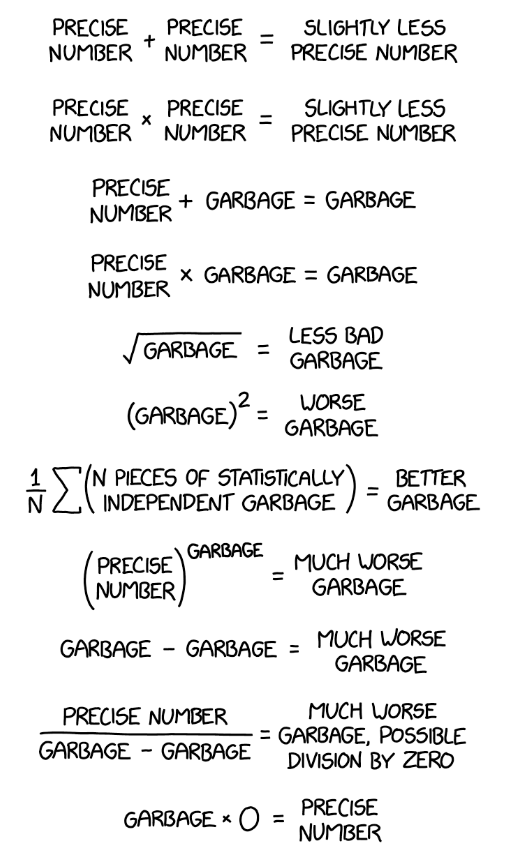 PRECISE NUMBER + PRECISE NUMBER = SLIGHTLY LESS PRECISE NUMBER
PRECISE NUMBER × PRECISE NUMBER = SLIGHTLY LESS PRECISE NUMBER
PRECISE NUMBER + GARBAGE = GARBAGE
PRECISE NUMBER × GARBAGE = GARBAGE
√GARBAGE = LESS BAD GARBAGE
(GARBAGE)² = WORSE GARBAGE
1/N ∑ (N PIECES OF STATISTICALLY INDEPENDENT GARBAGE) = BETTER GARBAGE
(PRECISE NUMBER)^GARBAGE = MUCH WORSE GARBAGE
GARBAGE – GARBAGE = MUCH WORSE GARBAGE
PRECISE NUMBER / (GARBAGE – GARBAGE) = MUCH WORSE GARBAGE, POSSIBLE DIVISION BY ZERO
GARBAGE × 0 = PRECISE NUMBER